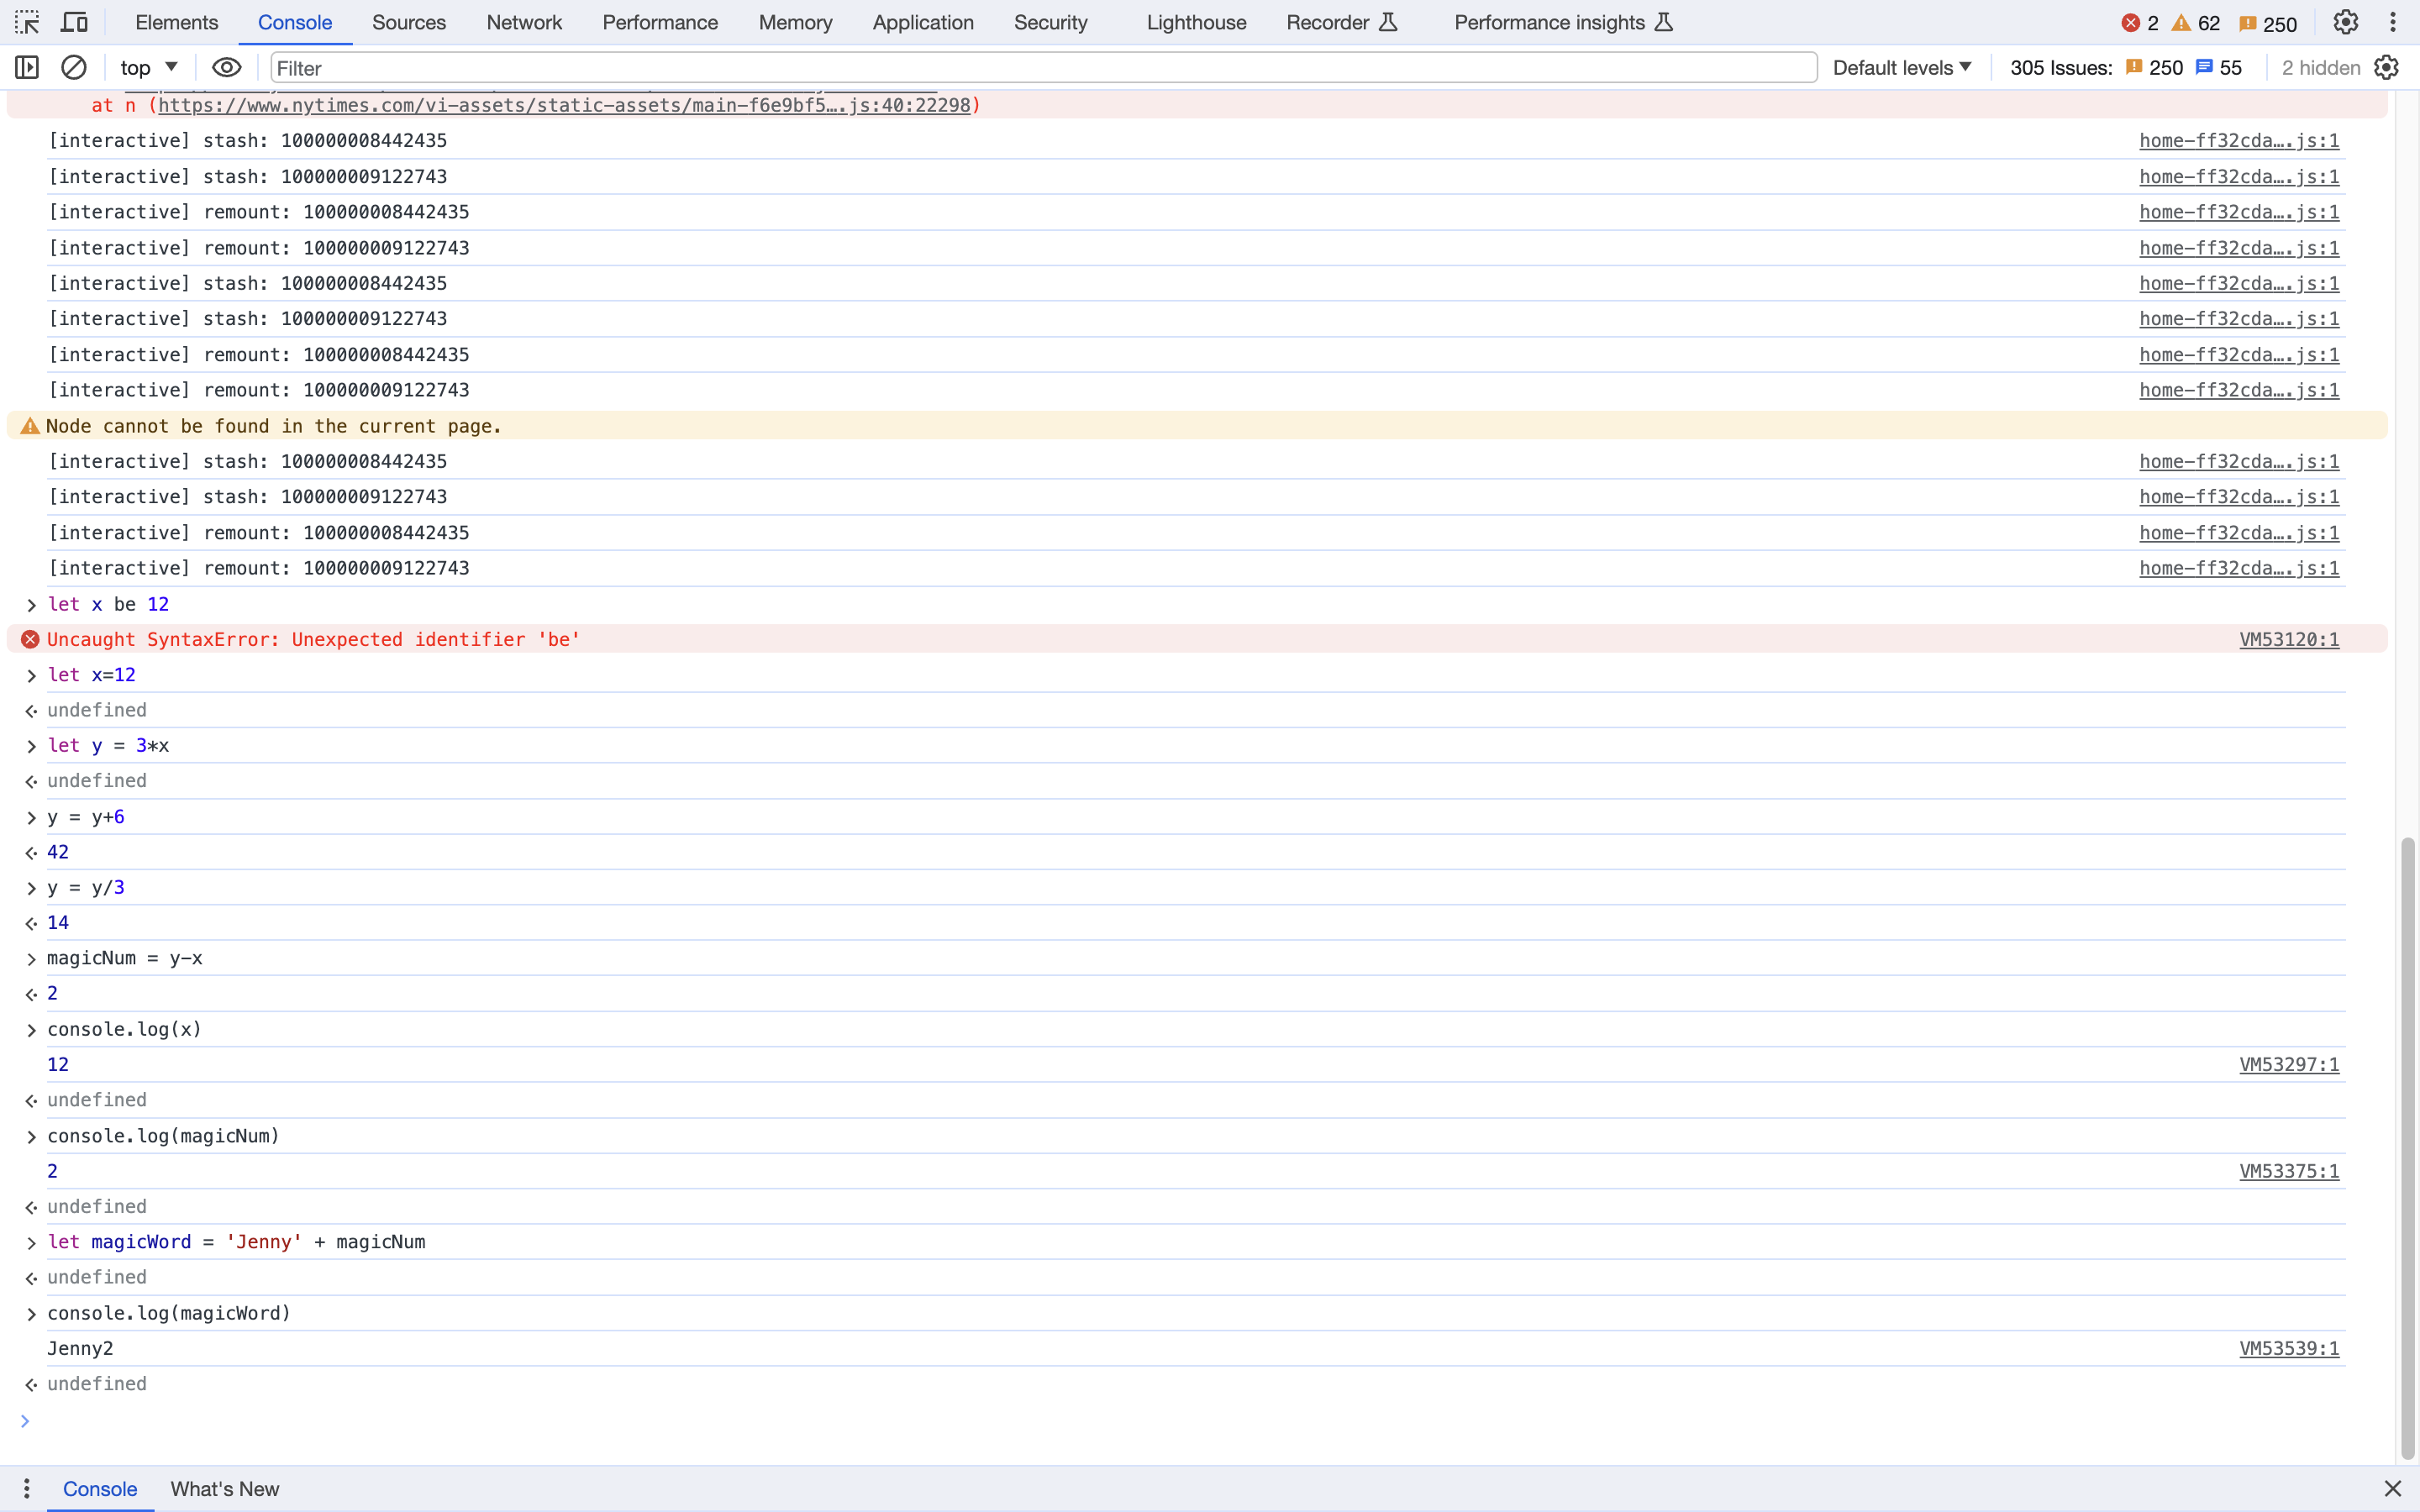 Elements Console Sources Network Performance Memory Application Security Lighthouse Recorder Performance insights 2 62 250
top Filter Default levels 305 Issues: 250 55 2 hidden
at n (https://www.nytimes.com/vi-assets/static-assets/main-f6e9bf5….js:40:22298)
[interactive] stash: 100000008442435 home-ff32cda….js:1
[interactive] stash: 100000009122743 home-ff32cda….js:1
[interactive] remount: 100000008442435 home-ff32cda….js:1
[interactive] remount: 100000009122743 home-ff32cda….js:1
[interactive] stash: 100000008442435 home-ff32cda….js:1
[interactive] stash: 100000009122743 home-ff32cda….js:1
[interactive] remount: 100000008442435 home-ff32cda….js:1
[interactive] remount: 100000009122743 home-ff32cda….js:1
Node cannot be found in the current page.
[interactive] stash: 100000008442435 home-ff32cda….js:1
[interactive] stash: 100000009122743 home-ff32cda….js:1
[interactive] remount: 100000008442435 home-ff32cda….js:1
[interactive] remount: 100000009122743 home-ff32cda….js:1
> let x be 12
Uncaught SyntaxError: Unexpected identifier 'be' VM53120:1
> let x=12
undefined
> let y = 3*x
undefined
> y = y+6
42
> y = y/3
14
> magicNum = y-x
2
> console.log(x)
12 VM53297:1
undefined
> console.log(magicNum)
2 VM53375:1
undefined
> let magicWord = 'Jenny' + magicNum
undefined
> console.log(magicWord)
Jenny2 VM53539:1
undefined
>
Console What's New